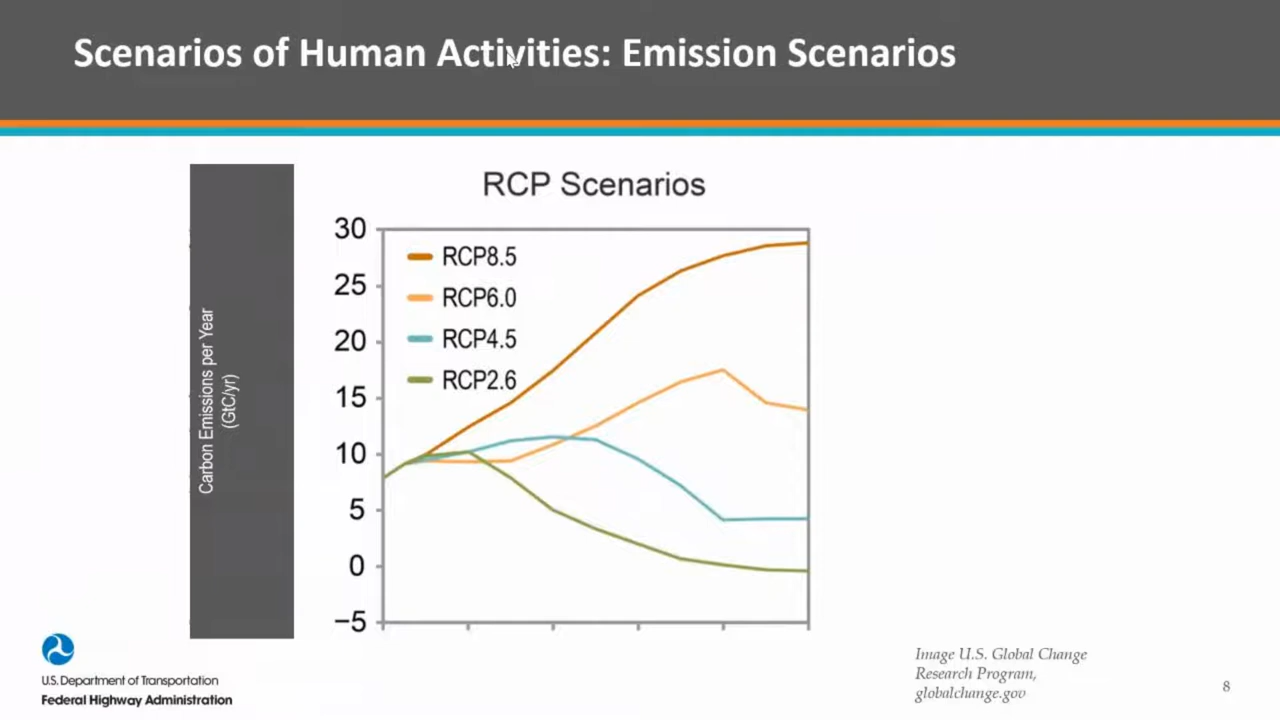 Scenarios of Human Activities: Emission Scenarios
RCP Scenarios
Carbon Emissions per Year
(GtC/yr)
30
25
20
15
10
5
0
−5
RCP8.5
RCP6.0
RCP4.5
RCP2.6
U.S. Department of Transportation
Federal Highway Administration
Image U.S. Global Change
Research Program,
globalchange.gov
8